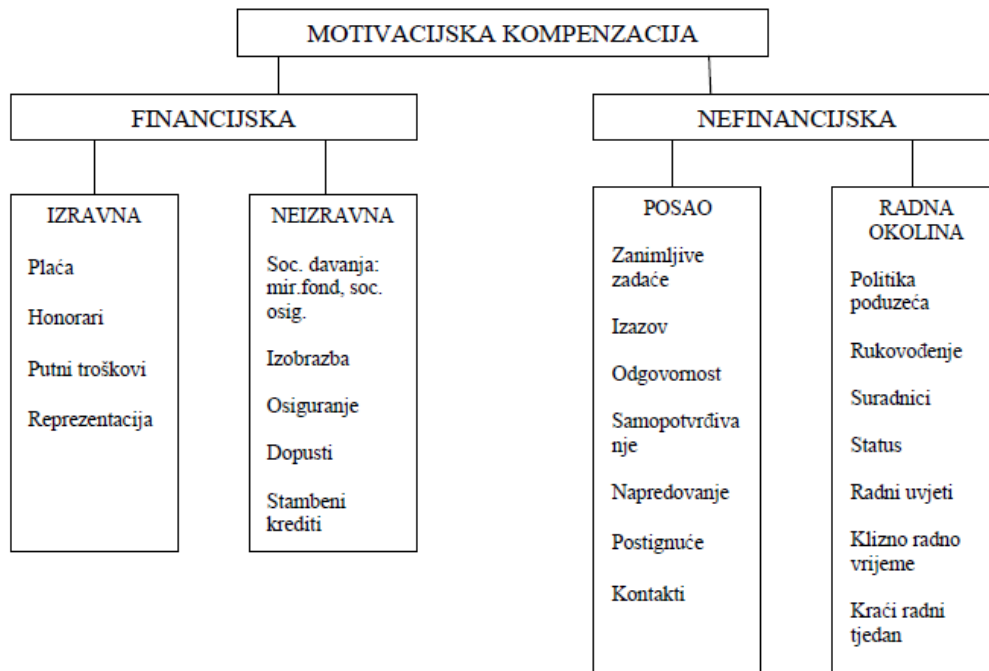 MOTIVACIJSKA KOMPENZACIJA
FINANCIJSKA
NEFINANCIJSKA
IZRAVNA
Plaća
Honorari
Putni troškovi
Reprezentacija
NEIZRAVNA
Soc. davanja:
mir.fond, soc.
osig.
Izobrazba
Osiguranje
Dopusti
Stambeni
krediti
POSAO
Zanimljive
zadaće
Izazov
Odgovornost
Samopotvrđiva
nje
Napredovanje
Postignuće
Kontakti
RADNA
OKOLINA
Politika
poduzeća
Rukovođenje
Suradnici
Status
Radni uvjeti
Klizno radno
vrijeme
Kraći radni
tjedan